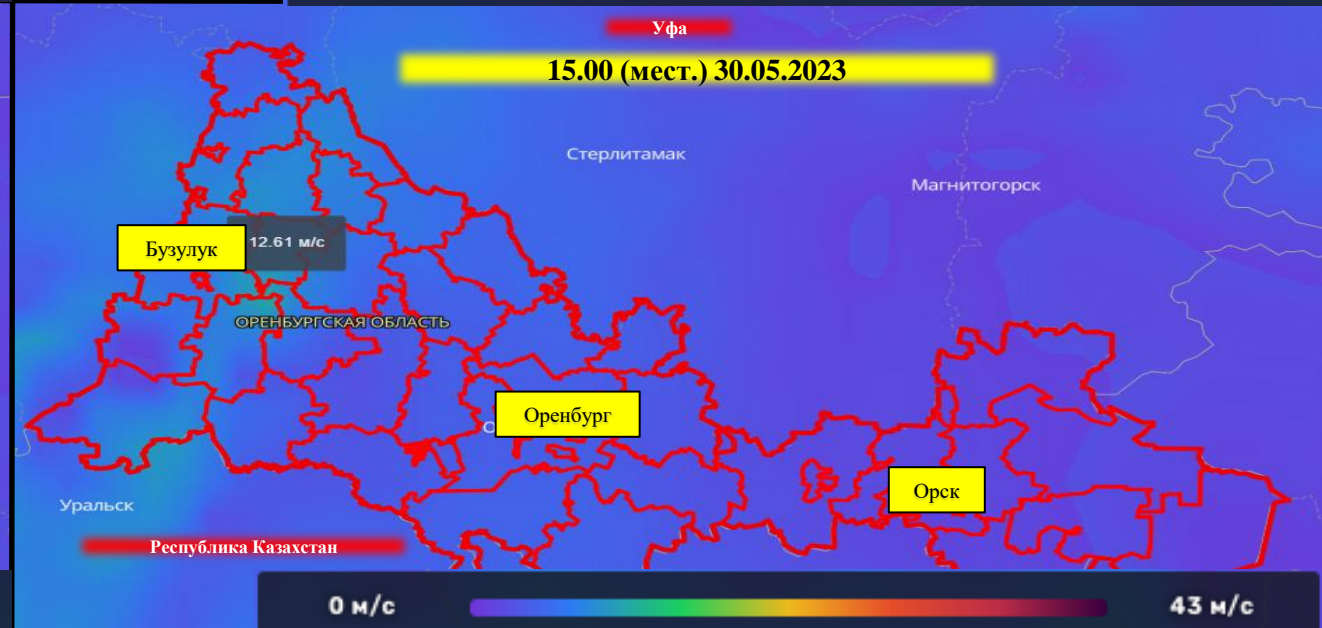 Уфа
15.00 (мест.) 30.05.2023
Стерлитамак
Магнитогорск
Бузулук
12.61 м/с
ОРЕНБУРГСКАЯ ОБЛАСТЬ
Оренбург
Орск
Уральск
Республика Казахстан
0 м/с
43 м/с